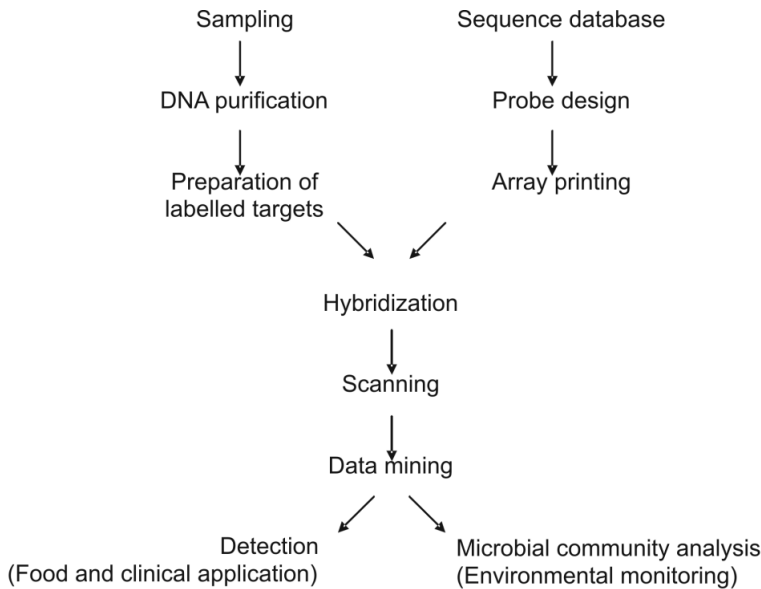 Sampling
Sequence database
DNA purification
Probe design
Preparation of
labelled targets
Array printing
Hybridization
Scanning
Data mining
Detection
(Food and clinical application)
Microbial community analysis
(Environmental monitoring)